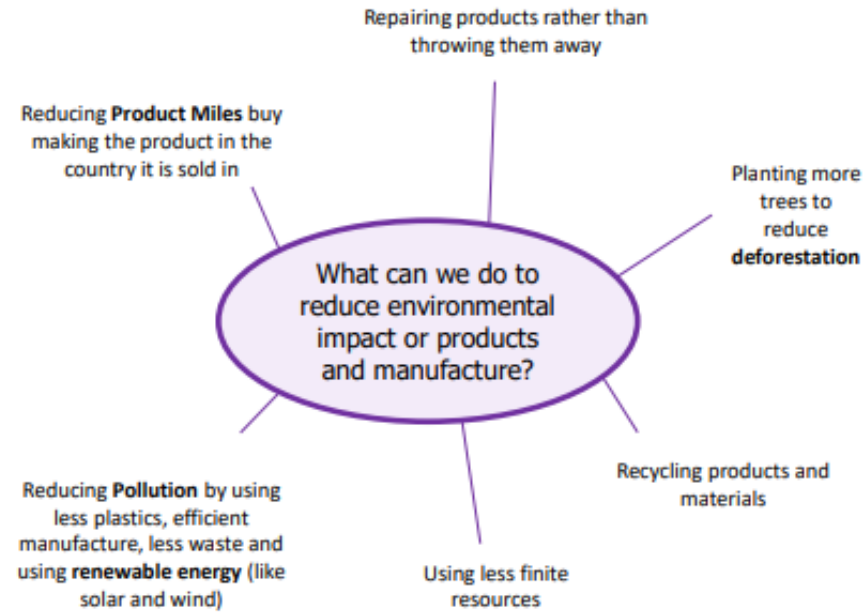 Repairing products rather than
throwing them away
Reducing Product Miles buy
making the product in the
country it is sold in
Planting more
trees to
reduce
deforestation
What can we do to
reduce environmental
impact or products
and manufacture?
Recycling products and
materials
Reducing Pollution by using
less plastics, efficient
manufacture, less waste and
using renewable energy (like
solar and wind)
Using less finite
resources